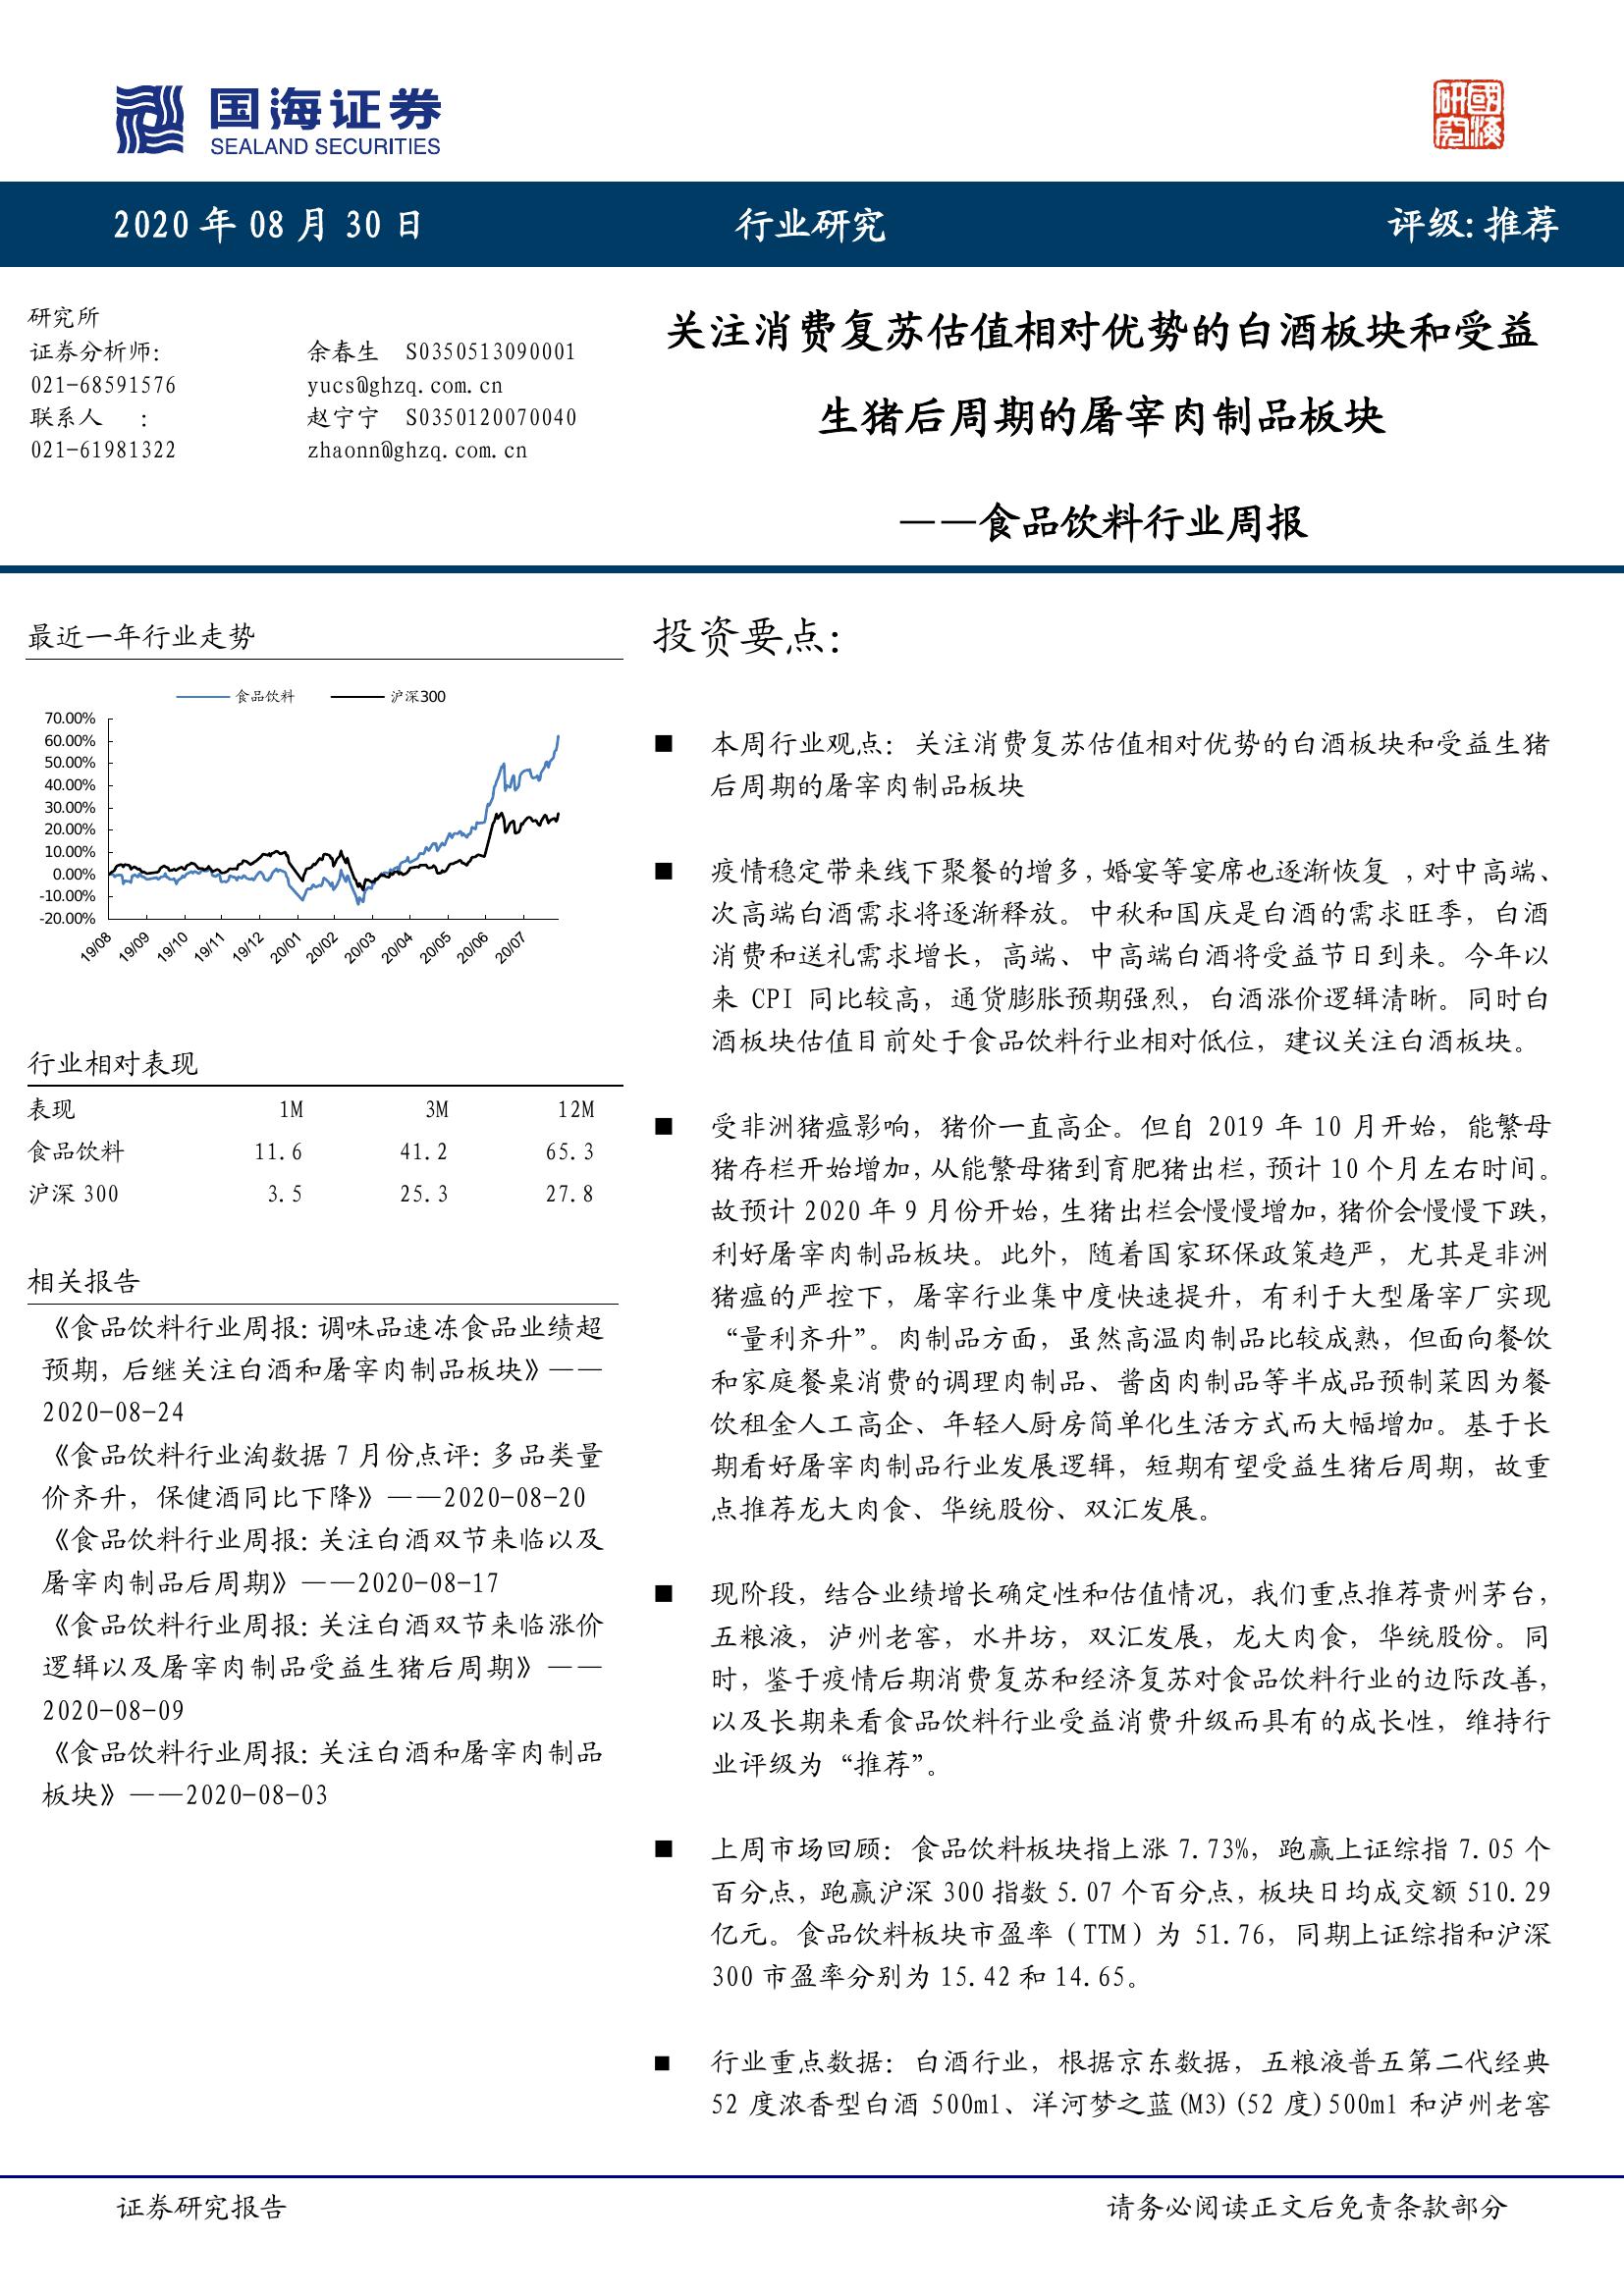 国海证券
SEALAND SECURITIES
國海研究
2020 年 08 月 30 日
行业研究
评级:推荐
研究所
证券分析师: 余春生 S0350513090001
021-68591576 yucs@ghzq.com.cn
联系人 : 赵宁宁 S0350120070040
021-61981322 zhaonn@ghzq.com.cn
关注消费复苏估值相对优势的白酒板块和受益
生猪后周期的屠宰肉制品板块
——食品饮料行业周报
最近一年行业走势
食品饮料 沪深300
70.00%
60.00%
50.00%
40.00%
30.00%
20.00%
10.00%
0.00%
-10.00%
-20.00%
19/08 19/09 19/10 19/11 19/12 20/01 20/02 20/03 20/04 20/05 20/06 20/07
行业相对表现
表现 1M 3M 12M
食品饮料 11.6 41.2 65.3
沪深 300 3.5 25.3 27.8
相关报告
《食品饮料行业周报:调味品速冻食品业绩超
预期,后继关注白酒和屠宰肉制品板块》——
2020-08-24
《食品饮料行业淘数据 7 月份点评:多品类量
价齐升,保健酒同比下降》——2020-08-20
《食品饮料行业周报:关注白酒双节来临以及
屠宰肉制品后周期》——2020-08-17
《食品饮料行业周报:关注白酒双节来临涨价
逻辑以及屠宰肉制品受益生猪后周期》——
2020-08-09
《食品饮料行业周报:关注白酒和屠宰肉制品
板块》——2020-08-03
投资要点:
■ 本周行业观点:关注消费复苏估值相对优势的白酒板块和受益生猪
后周期的屠宰肉制品板块
■ 疫情稳定带来线下聚餐的增多,婚宴等宴席也逐渐恢复 ,对中高端、
次高端白酒需求将逐渐释放。中秋和国庆是白酒的需求旺季,白酒
消费和送礼需求增长,高端、中高端白酒将受益节日到来。今年以
来 CPI 同比较高,通货膨胀预期强烈,白酒涨价逻辑清晰。同时白
酒板块估值目前处于食品饮料行业相对低位,建议关注白酒板块。
■ 受非洲猪瘟影响,猪价一直高企。但自 2019 年 10 月开始,能繁母
猪存栏开始增加,从能繁母猪到育肥猪出栏,预计 10 个月左右时间。
故预计 2020 年 9 月份开始,生猪出栏会慢慢增加,猪价会慢慢下跌,
利好屠宰肉制品板块。此外,随着国家环保政策趋严,尤其是非洲
猪瘟的严控下,屠宰行业集中度快速提升,有利于大型屠宰厂实现
“量利齐升”。肉制品方面,虽然高温肉制品比较成熟,但面向餐饮
和家庭餐桌消费的调理肉制品、酱卤肉制品等半成品预制菜因为餐
饮租金人工高企、年轻人厨房简单化生活方式而大幅增加。基于长
期看好屠宰肉制品行业发展逻辑,短期有望受益生猪后周期,故重
点推荐龙大肉食、华统股份、双汇发展。
■ 现阶段,结合业绩增长确定性和估值情况,我们重点推荐贵州茅台,
五粮液,泸州老窖,水井坊,双汇发展,龙大肉食,华统股份。同
时,鉴于疫情后期消费复苏和经济复苏对食品饮料行业的边际改善,
以及长期来看食品饮料行业受益消费升级而具有的成长性,维持行
业评级为“推荐”。
■ 上周市场回顾:食品饮料板块指上涨 7.73%,跑赢上证综指 7.05 个
百分点,跑赢沪深 300 指数 5.07 个百分点,板块日均成交额 510.29
亿元。食品饮料板块市盈率(TTM)为 51.76,同期上证综指和沪深
300 市盈率分别为 15.42 和 14.65。
■ 行业重点数据:白酒行业,根据京东数据,五粮液普五第二代经典
52 度浓香型白酒 500ml、洋河梦之蓝(M3)(52 度)500ml 和泸州老窖
证券研究报告
请务必阅读正文后免责条款部分